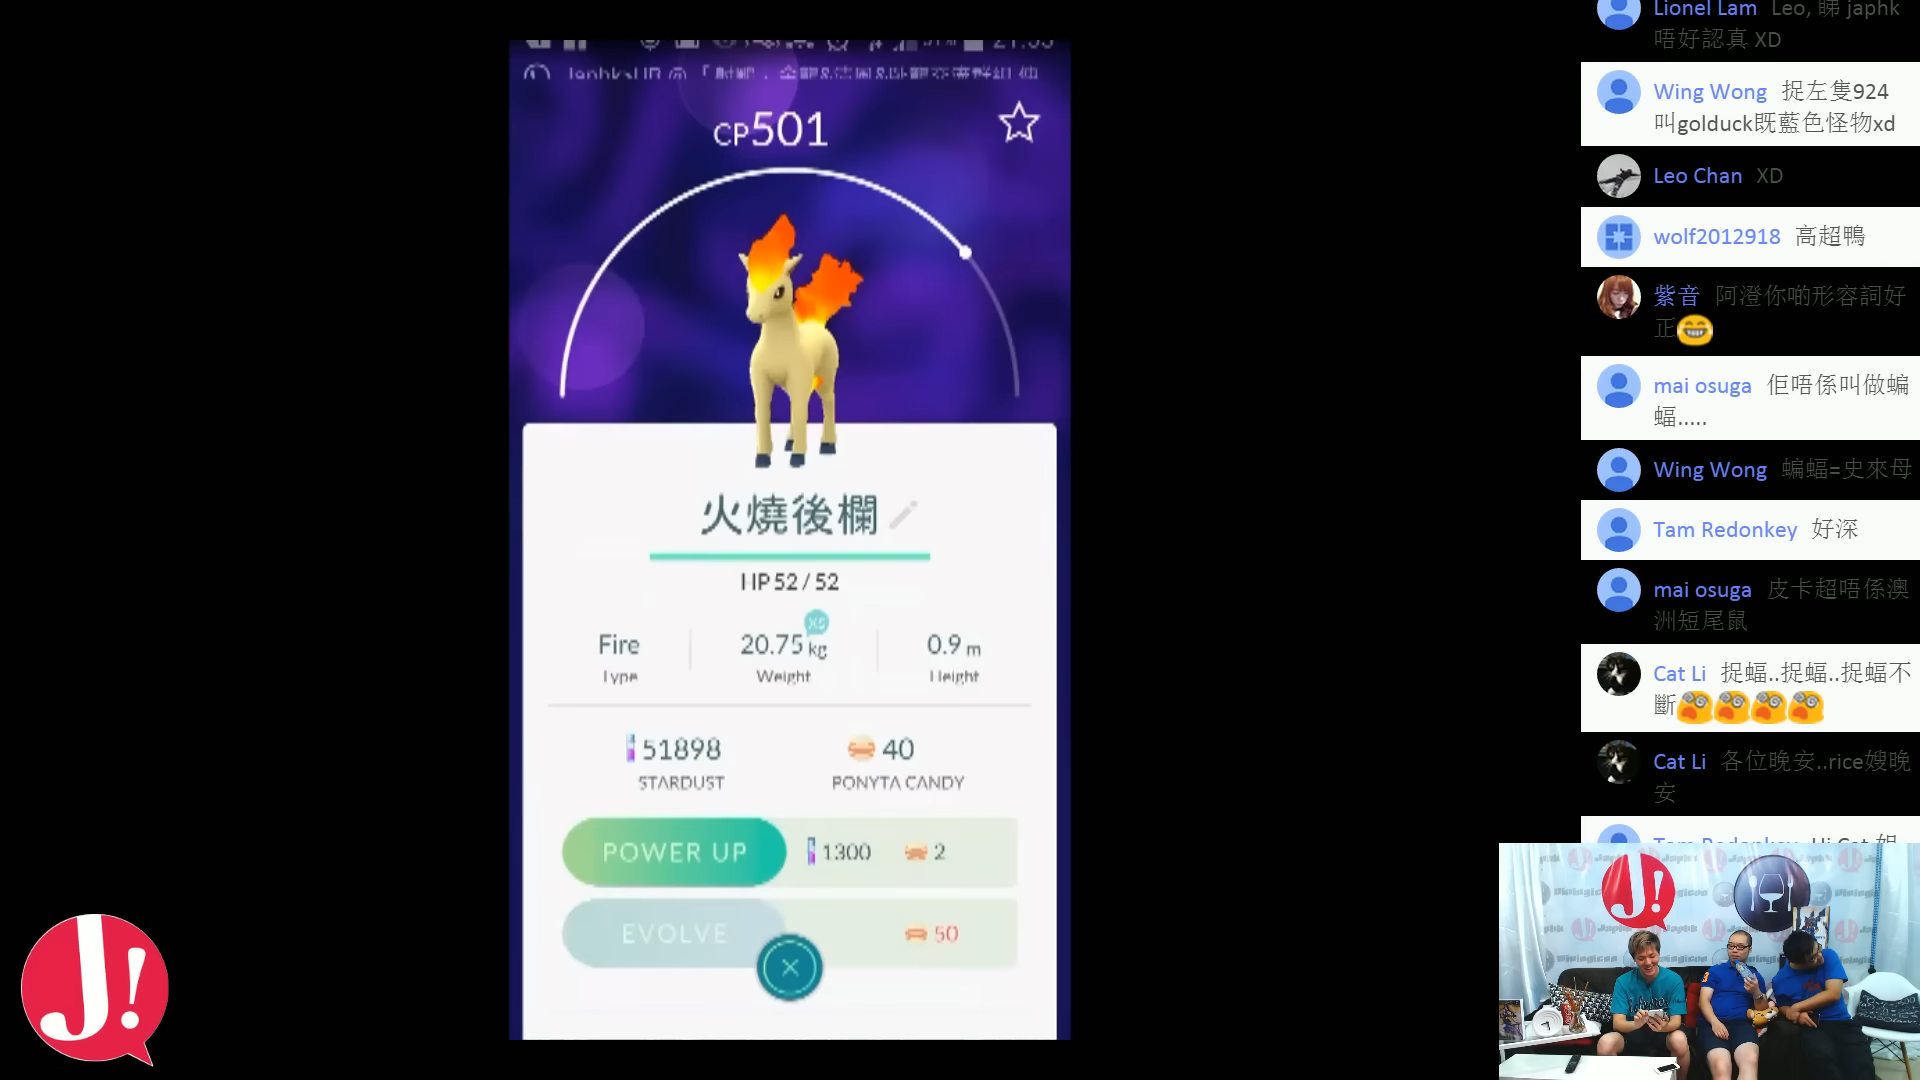 CP501
火燒後欄
HP 52 / 52
Fire
Type
XS
20.75 kg
Weight
0.9 m
Height
51898
STARDUST
40
PONYTA CANDY
POWER UP
1300
2
EVOLVE
50
J!
Lionel Lam Leo, 睇 japhk
唔好認真 XD
Wing Wong 捉左隻924
叫golduck既藍色怪物xd
Leo Chan XD
wolf2012918 高超鴨
紫音 阿澄你啲形容詞好
正
mai osuga 佢唔係叫做蝙
蝠.....
Wing Wong 蝙蝠=史來母
Tam Redonkey 好深
mai osuga 皮卡超唔係澳
洲短尾鼠
Cat Li 捉蝠..捉蝠..捉蝠不
斷
Cat Li 各位晚安..rice嫂晚
安
J!